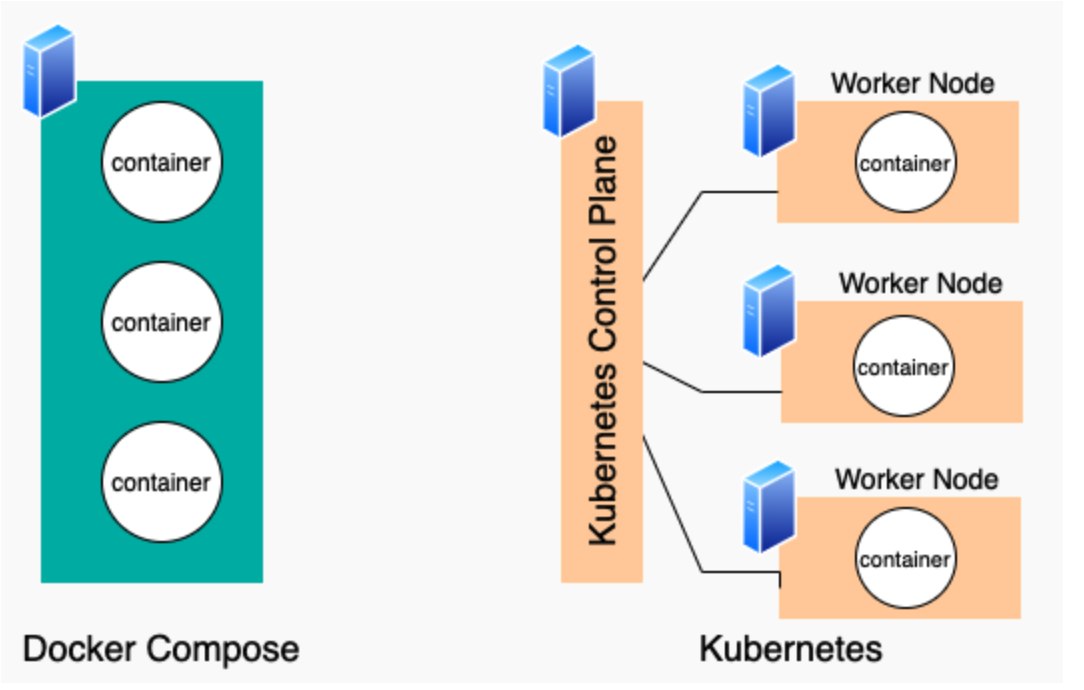 container
container
container
Docker Compose
Kubernetes Control Plane
Worker Node
container
Worker Node
container
Worker Node
container
Kubernetes